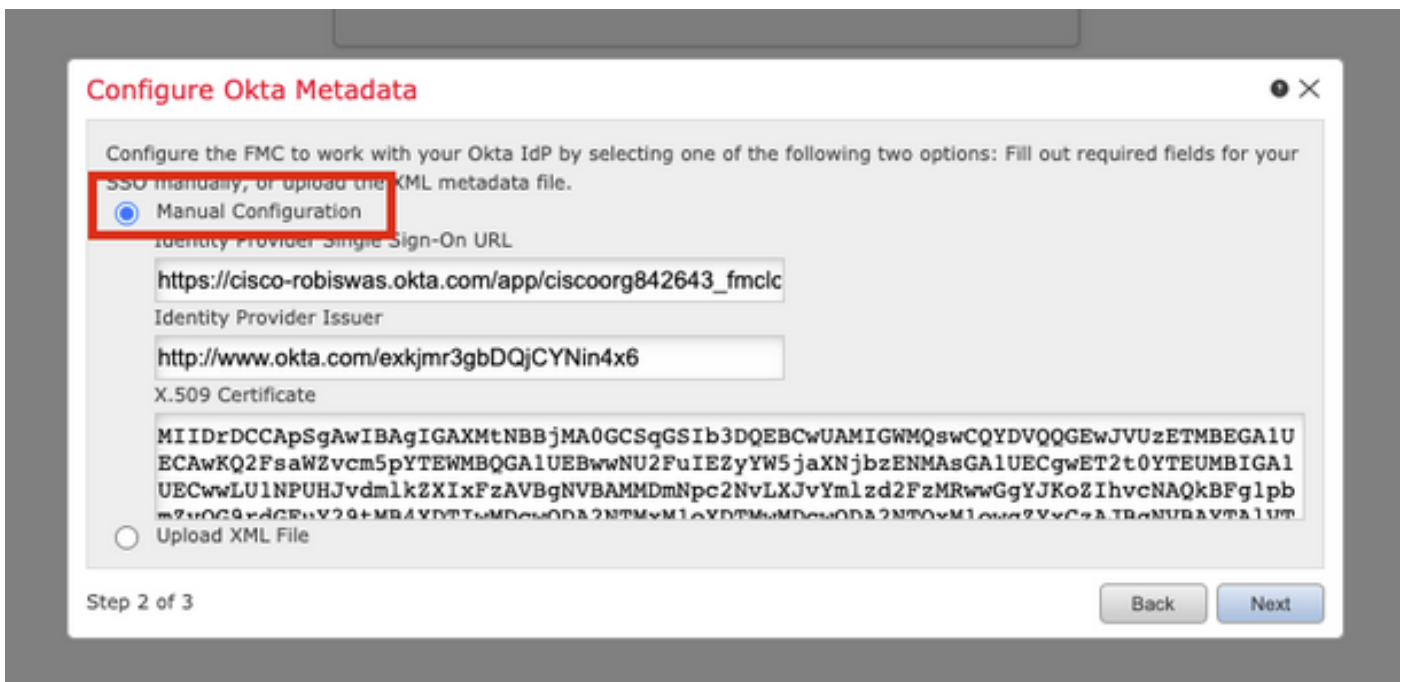 Configure Okta Metadata
Configure the FMC to work with your Okta IdP by selecting one of the following two options: Fill out required fields for your
SSO manually, or upload the XML metadata file.
Manual Configuration
Identity Provider Single Sign-On URL
https://cisco-robiswas.okta.com/app/ciscoorg842643_fmclc
Identity Provider Issuer
http://www.okta.com/exkjmr3gbDQjCYNin4x6
X.509 Certificate
MIIDrDCCApSgAwIBAgIGAXMtNBBjMA0GCSqGSIb3DQEBCwUAMIGWMQswCQYDVQQGEwJVUzETMBEGA1U
ECAwKQ2FsaWZvcm5pYTEWMBQGA1UEBwwNU2FuIEZyYW5jaXNjbzENMAsGA1UECgwET2t0YTEUMBIGA1
UECwwLU1NPUHJvdmlkZXIxFzAVBgNVBAMMDmNpc2NvLXJvYmlzd2FzMRwwGgYJKoZIhvcNAQkBFg1pb
Upload XML File
Step 2 of 3
Back
Next